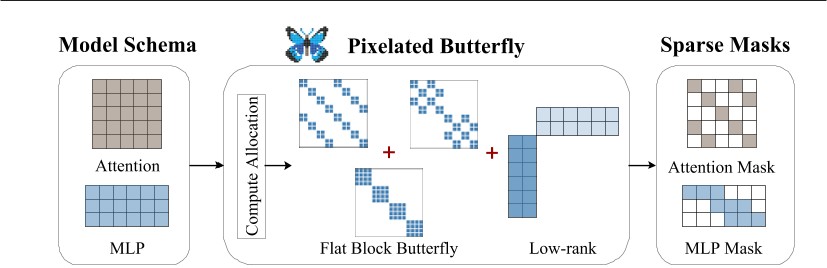 Model Schema
Pixelated Butterfly
Sparse Masks
Compute Allocation
+
+
Attention
MLP
Flat Block Butterfly
Low-rank
Attention Mask
MLP Mask